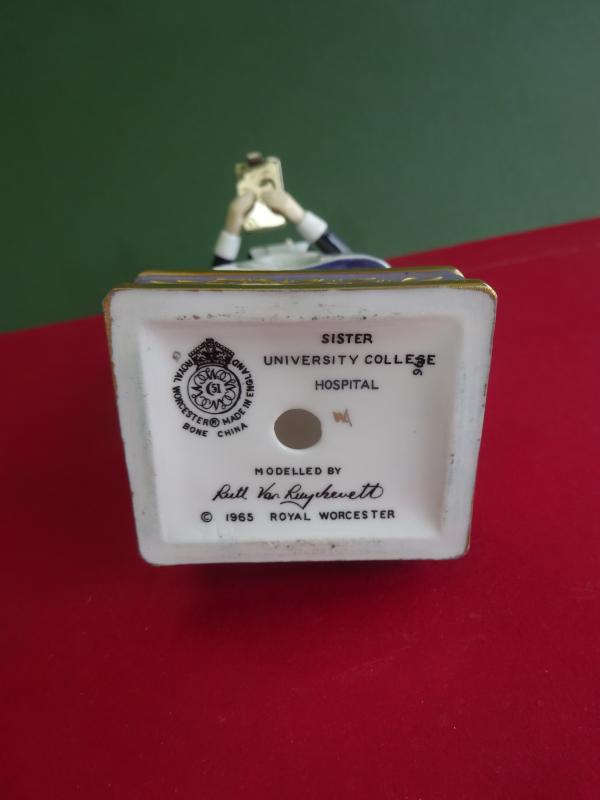 SISTER
UNIVERSITY COLLEGE
HOSPITAL
ROYAL WORCESTER® MADE IN ENGLAND
51
BONE CHINA
MODELLED BY
Ruth Van Ruyckevelt
© 1965 ROYAL WORCESTER